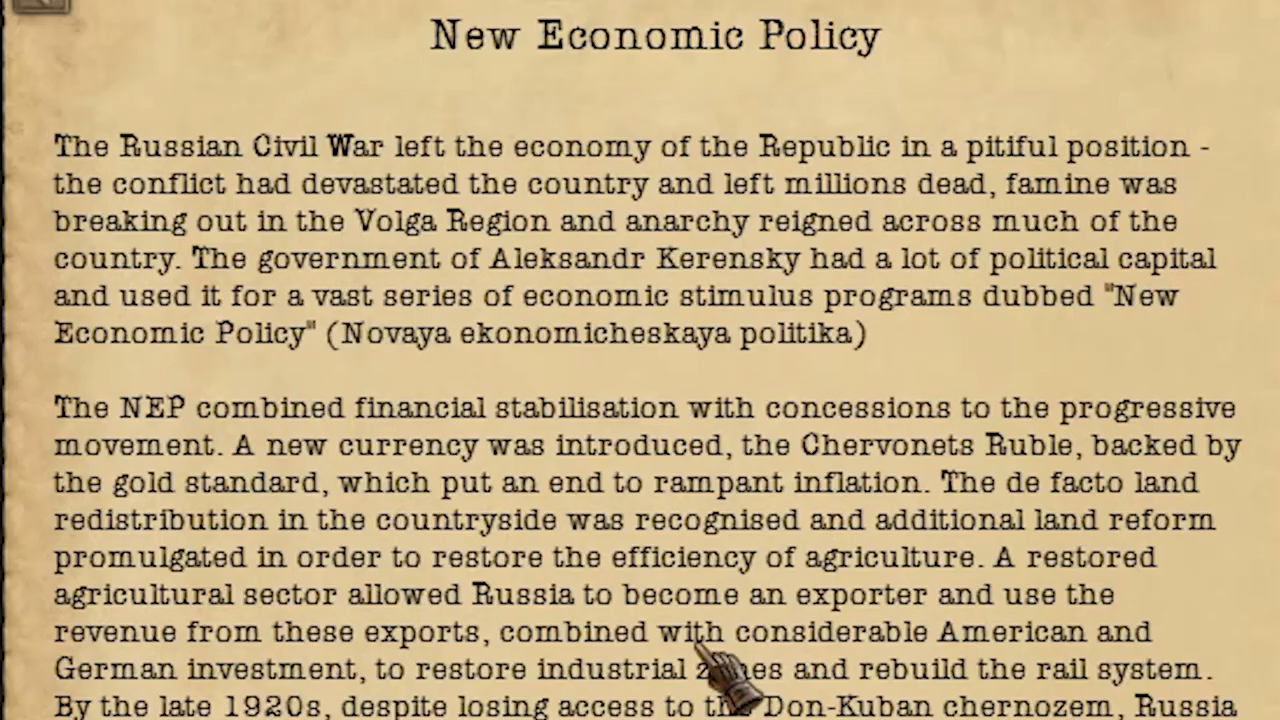 New Economic Policy
The Russian Civil War left the economy of the Republic in a pitiful position -
the conflict had devastated the country and left millions dead, famine was
breaking out in the Volga Region and anarchy reigned across much of the
country. The government of Aleksandr Kerensky had a lot of political capital
and used it for a vast series of economic stimulus programs dubbed "New
Economic Policy" (Novaya ekonomicheskaya politika)
The NEP combined financial stabilisation with concessions to the progressive
movement. A new currency was introduced, the Chervonets Ruble, backed by
the gold standard, which put an end to rampant inflation. The de facto land
redistribution in the countryside was recognised and additional land reform
promulgated in order to restore the efficiency of agriculture. A restored
agricultural sector allowed Russia to become an exporter and use the
revenue from these exports, combined with considerable American and
German investment, to restore industrial and rebuild the rail system.
By the late 1920s, despite losing access to the Don-Kuban chernozem, Russia